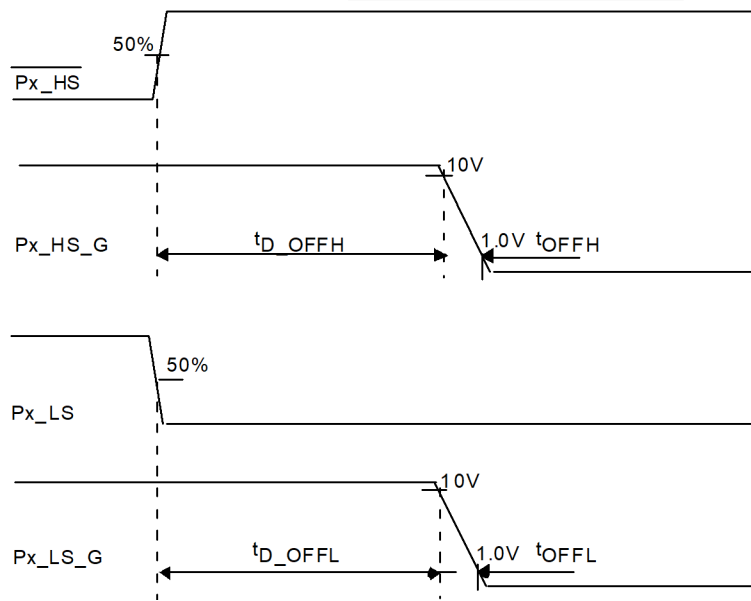 50%
Px_HS
10V
Px_HS_G
tD_OFFH
1.0V
tOFFH
50%
Px_LS
10V
Px_LS_G
tD_OFFL
1.0V
tOFFL